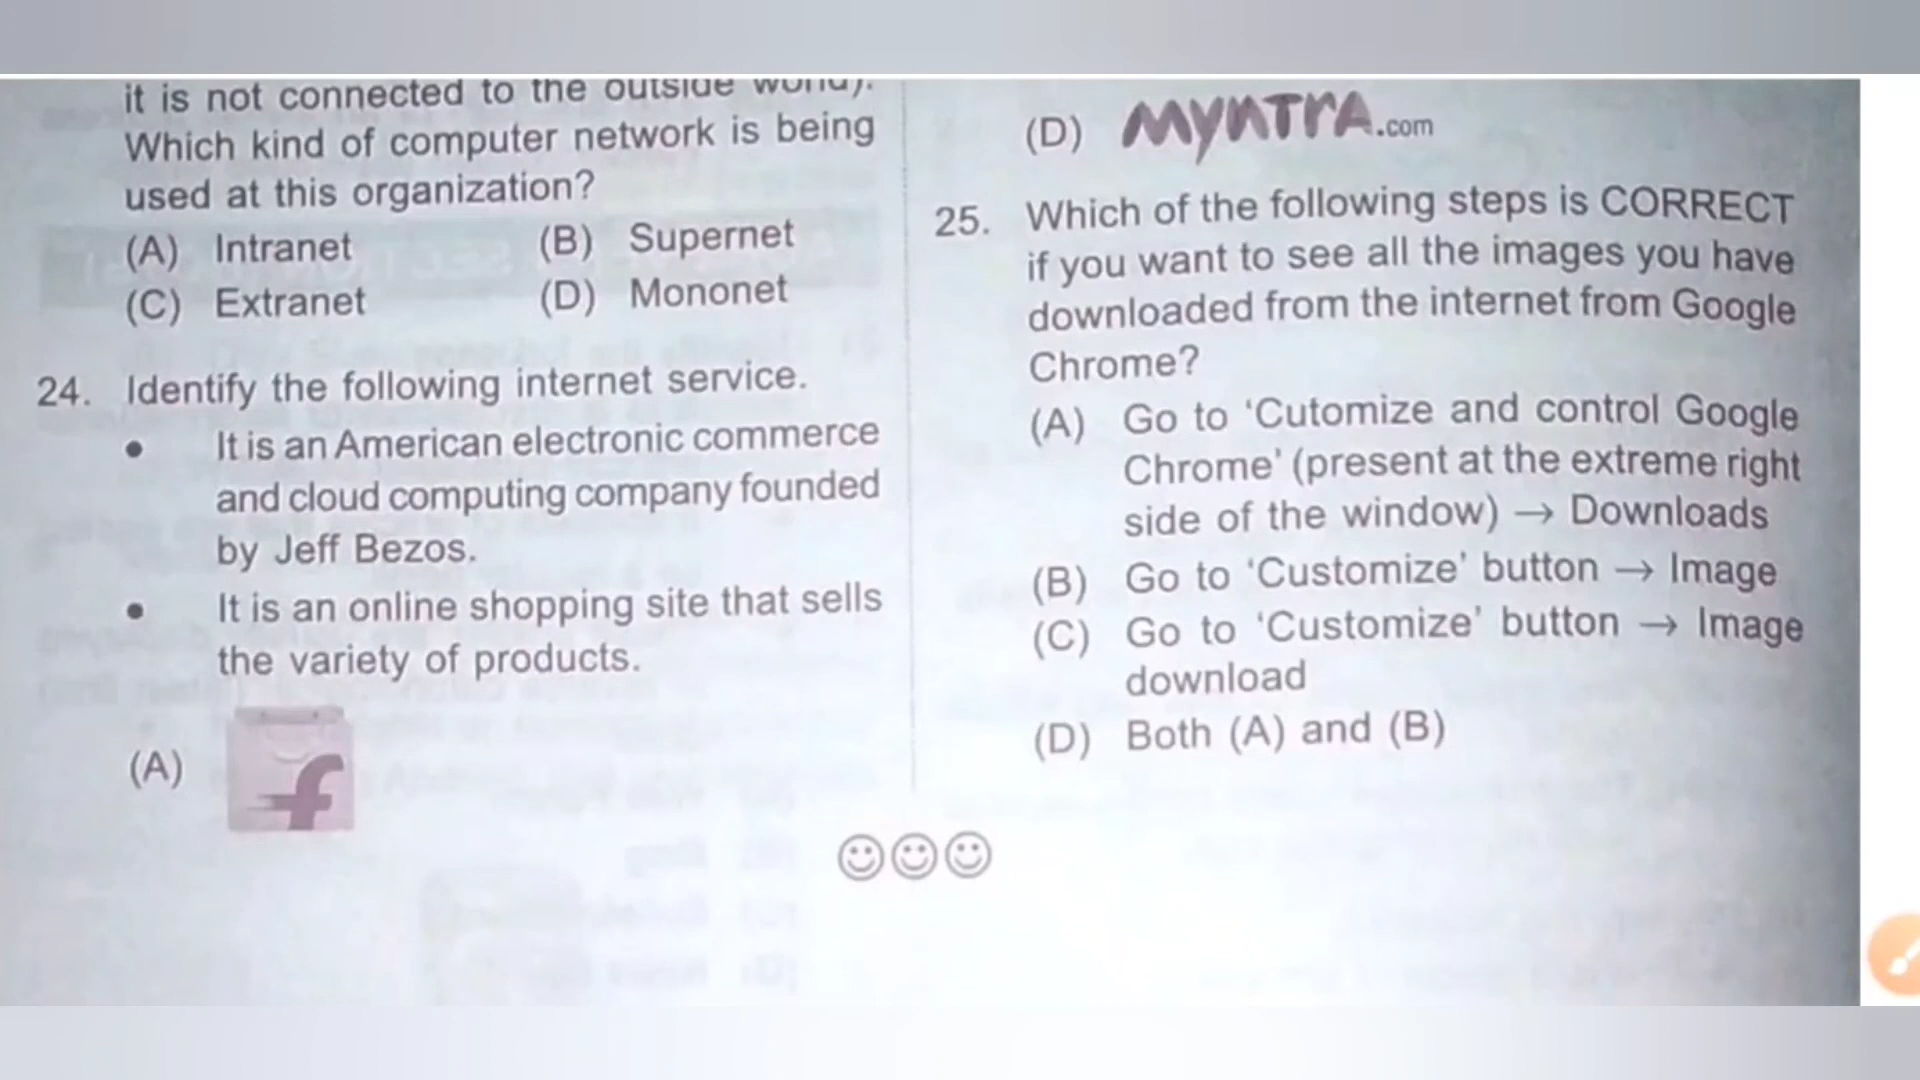 it is not connected to the outside world).
Which kind of computer network is being
used at this organization?
(A) Intranet (B) Supernet
(C) Extranet (D) Mononet
24. Identify the following internet service.
• It is an American electronic commerce
and cloud computing company founded
by Jeff Bezos.
• It is an online shopping site that sells
the variety of products.
(A) f
(D) Myntra.com
25. Which of the following steps is CORRECT
if you want to see all the images you have
downloaded from the internet from Google
Chrome?
(A) Go to ‘Cutomize and control Google
Chrome’ (present at the extreme right
side of the window) → Downloads
(B) Go to ‘Customize’ button → Image
(C) Go to ‘Customize’ button → Image
download
(D) Both (A) and (B)